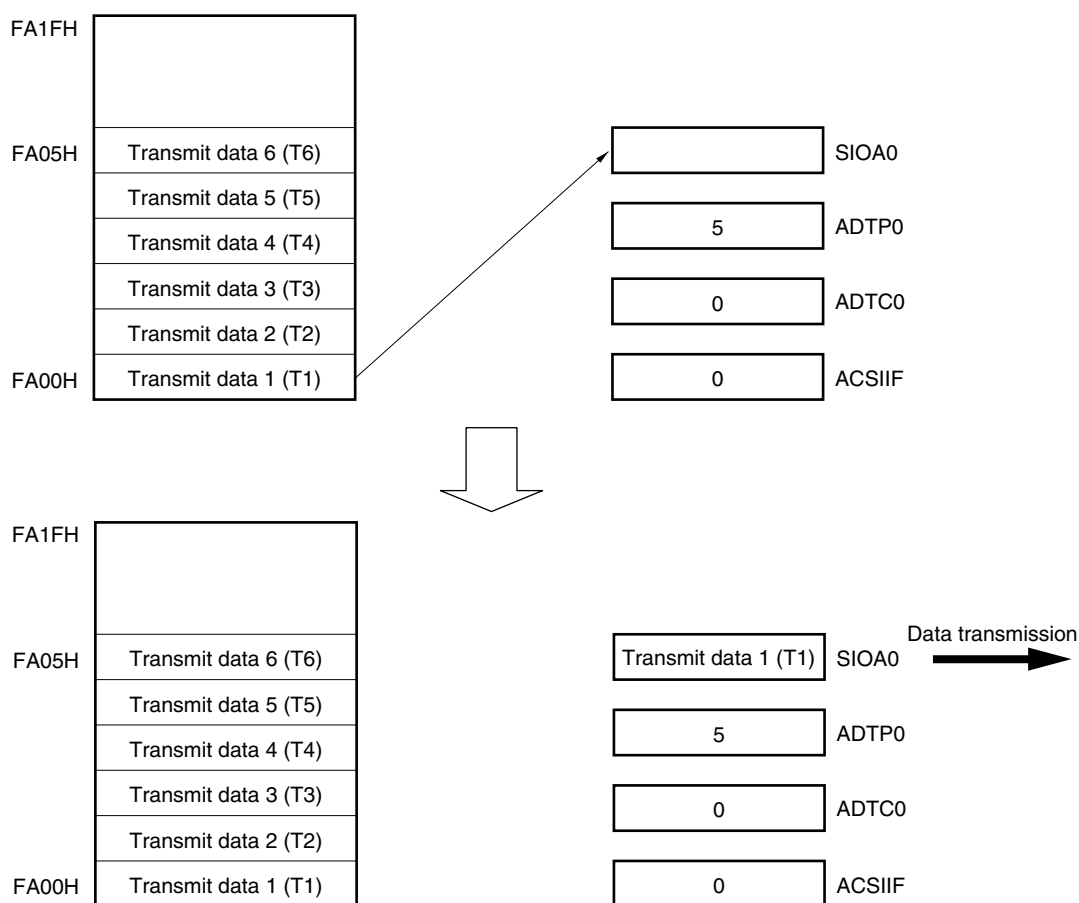 FA1FH
FA05H
Transmit data 6 (T6)
SIOA0
Transmit data 5 (T5)
Transmit data 4 (T4)
5
ADTP0
Transmit data 3 (T3)
0
ADTC0
Transmit data 2 (T2)
FA00H
Transmit data 1 (T1)
0
ACSIIF
FA1FH
FA05H
Transmit data 6 (T6)
Transmit data 1 (T1)
SIOA0
Data transmission
Transmit data 5 (T5)
Transmit data 4 (T4)
5
ADTP0
Transmit data 3 (T3)
0
ADTC0
Transmit data 2 (T2)
FA00H
Transmit data 1 (T1)
0
ACSIIF